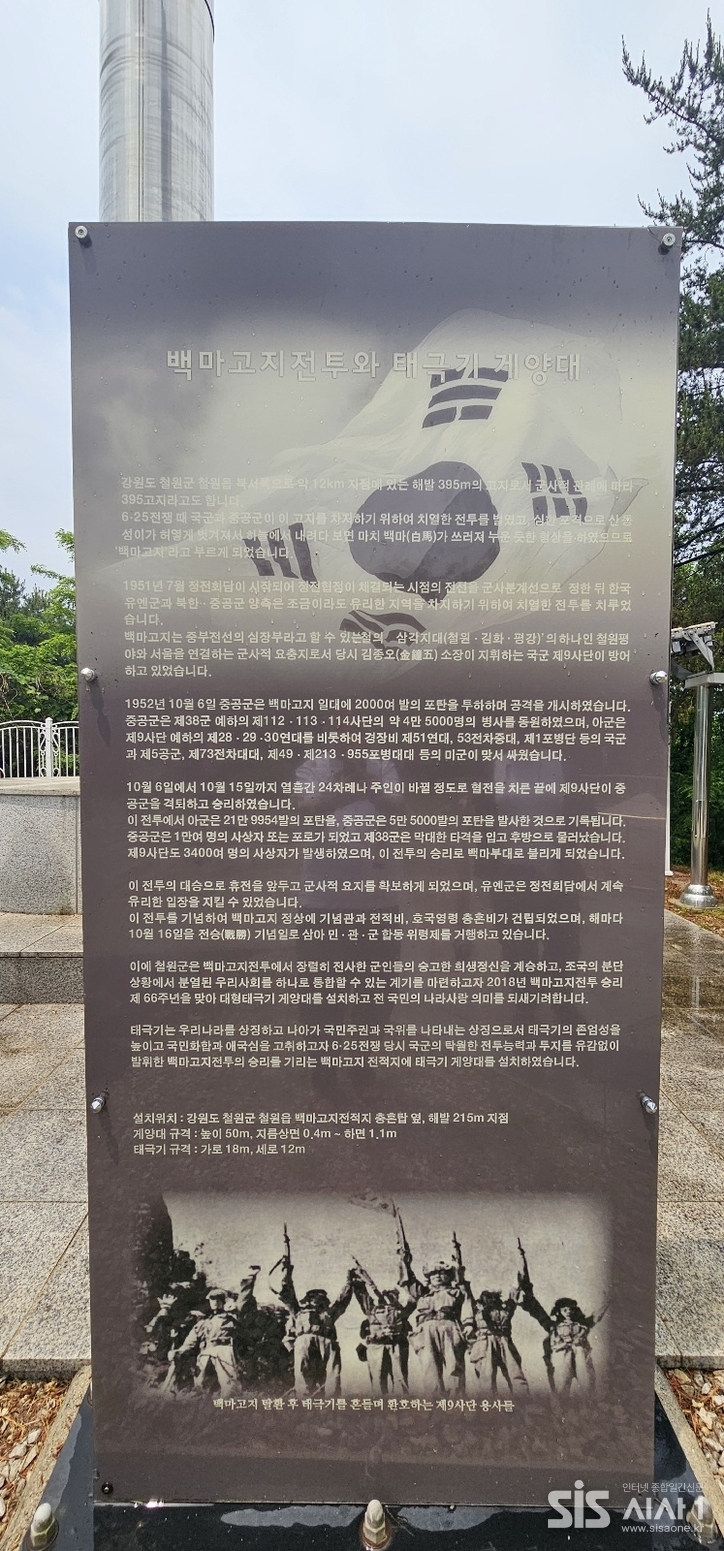 백마고지전투와 태극기 게양대
강원도 철원군 철원읍 북서쪽으로 약 12km 지점에 있는 해발 395m의 고지로서 군사적 관례에 따라
395고지라고도 합니다.
6·25전쟁 때 국군과 중공군이 이 고지를 차지하기 위하여 치열한 전투를 벌였고, 심한 포격으로 산등
성이가 허옇게 벗겨져서 하늘에서 내려다 보면 마치 백마(白馬)가 쓰러져 누운 듯한 형상을 하였으므로
'백마고지'라고 부르게 되었습니다.
1951년 7월 정전회담이 시작되어 정전협정이 체결되는 시점의 전선을 군사분계선으로 정한 뒤 한국
유엔군과 북한·중공군 양측은 조금이라도 유리한 지역을 차지하기 위하여 치열한 전투를 치루었
습니다.
백마고지는 중부전선의 심장부라고 할 수 있는 철의 삼각지대(철원·김화·평강)'의 하나인 철원평
야와 서울을 연결하는 군사적 요충지로서 당시 김종오(金鐘五) 소장이 지휘하는 국군 제9사단이 방어
하고 있었습니다.
1952년 10월 6일 중공군은 백마고지 일대에 2000여 발의 포탄을 투하하며 공격을 개시하였습니다.
중공군은 제38군 예하의 제112·113·114사단의 약 4만 5000명의 병사를 동원하였으며, 아군은
제9사단 예하의 제28·29·30연대를 비롯하여 경장비 제51연대, 53전차중대, 제1포병단 등의 국군
과 제5공군, 제73전차대대, 제49·제213·955포병대대 등의 미군이 맞서 싸웠습니다.
10월 6일에서 10월 15일까지 열흘간 24차례나 주인이 바뀔 정도로 혈전을 치른 끝에 제9사단이 중
공군을 격퇴하고 승리하였습니다.
이 전투에서 아군은 21만 9954발의 포탄을, 중공군은 5만 5000발의 포탄을 발사한 것으로 기록됩니다.
중공군은 1만여 명의 사상자 또는 포로가 되었고 제38군은 막대한 타격을 입고 후방으로 물러났습니다.
제9사단도 3400여 명의 사상자가 발생하였으며, 이 전투의 승리로 백마부대로 불리게 되었습니다.
이 전투의 대승으로 휴전을 앞두고 군사적 요지를 확보하게 되었으며, 유엔군은 정전회담에서 계속
유리한 입장을 지킬 수 있었습니다.
이 전투를 기념하여 백마고지 정상에 기념관과 전적비, 호국영령 충혼비가 건립되었으며, 해마다
10월 16일을 전승(戰勝) 기념일로 삼아 민·관·군 합동 위령제를 거행하고 있습니다.
이에 철원군은 백마고지전투에서 장렬히 전사한 군인들의 숭고한 희생정신을 계승하고, 조국의 분단
상황에서 분열된 우리사회를 하나로 통합할 수 있는 계기를 마련하고자 2018년 백마고지전투 승리
제 66주년을 맞아 대형태극기 게양대를 설치하고 전 국민의 나라사랑 의미를 되새기려합니다.
태극기는 우리나라를 상징하고 나아가 국민주권과 국위를 나타내는 상징으로서 태극기의 존엄성을
높이고 국민화합과 애국심을 고취하고자 6·25전쟁 당시 국군의 탁월한 전투능력과 투지를 유감없이
발휘한 백마고지전투의 승리를 기리는 백마고지 전적지에 태극기 게양대를 설치하였습니다.
설치위치 : 강원도 철원군 철원읍 백마고지전적지 충혼탑 옆, 해발 215m 지점
게양대 규격 : 높이 50m, 지름상면 0.4m ~ 하면 1.1m
태극기 규격 : 가로 18m, 세로 12m
백마고지 탈환 후 태극기를 흔들며 환호하는 제9사단 용사들
SiS 인터넷 종합일간신문
시사1
www.sisaone.kr